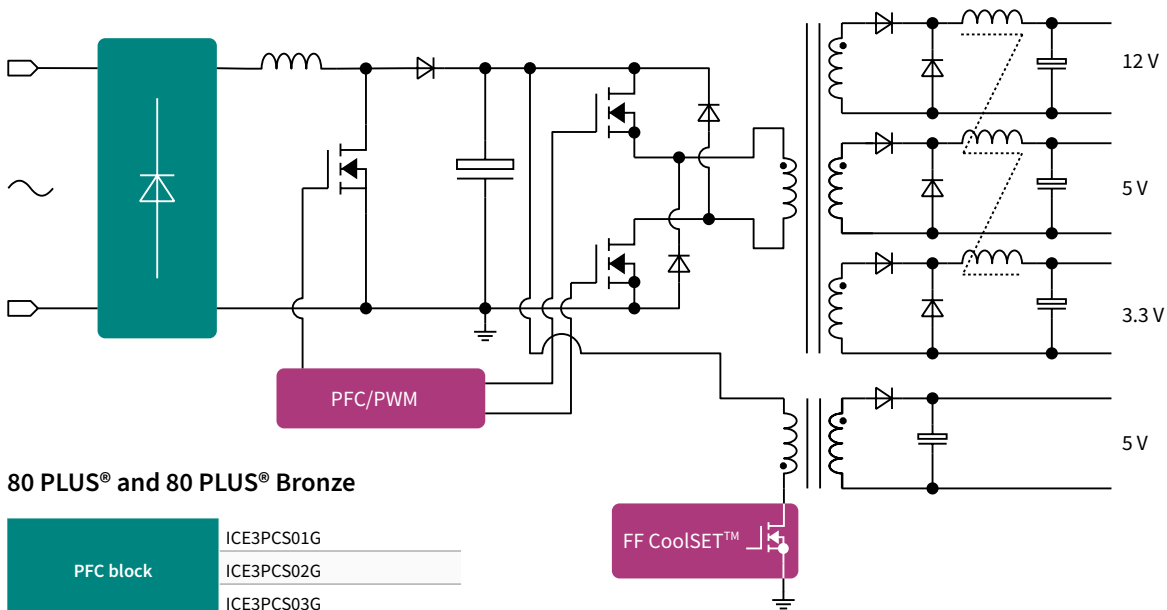 12 V
5 V
3.3 V
PFC/PWM
5 V
80 PLUS® and 80 PLUS® Bronze
FF CoolSET™
PFC block
ICE3PCS01G
ICE3PCS02G
ICE3PCS03G